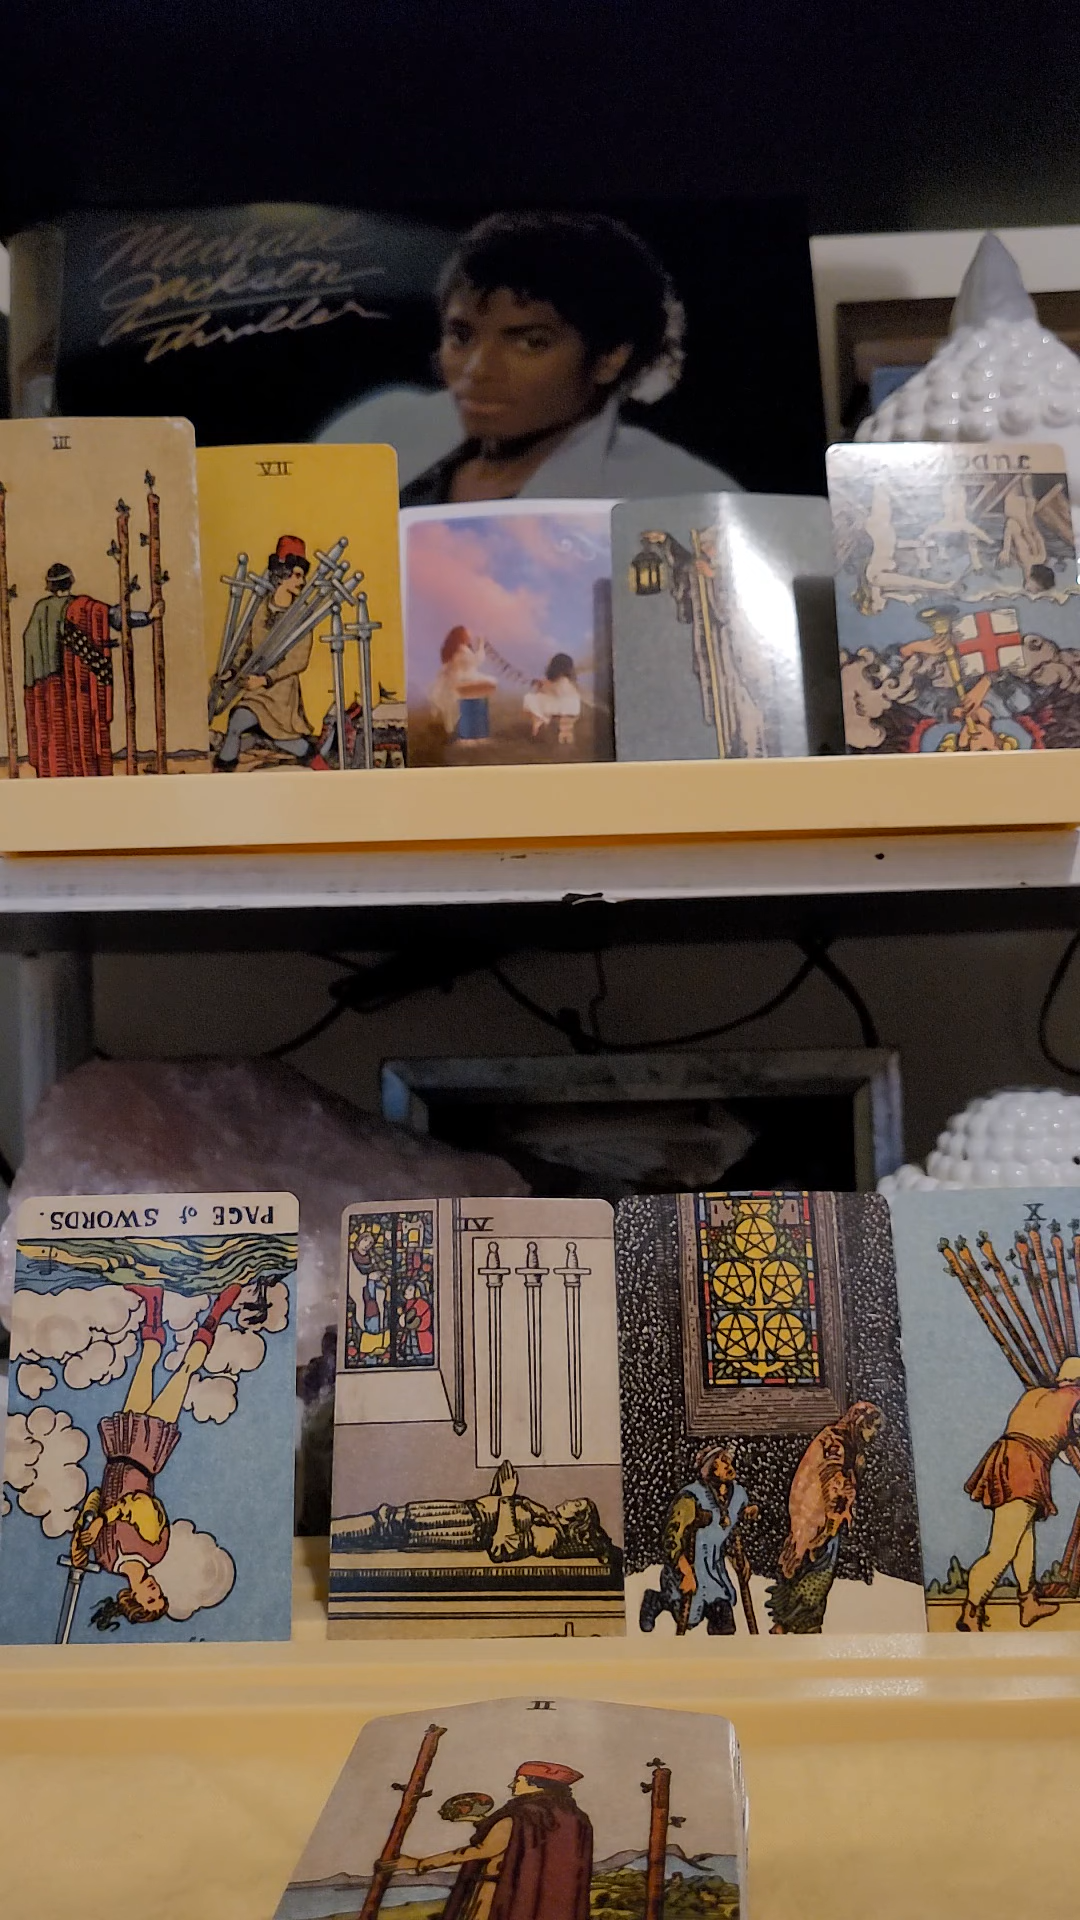 Michael
Jackson
Thriller
III
VII
PAGE of SWORDS.
IV
X
II